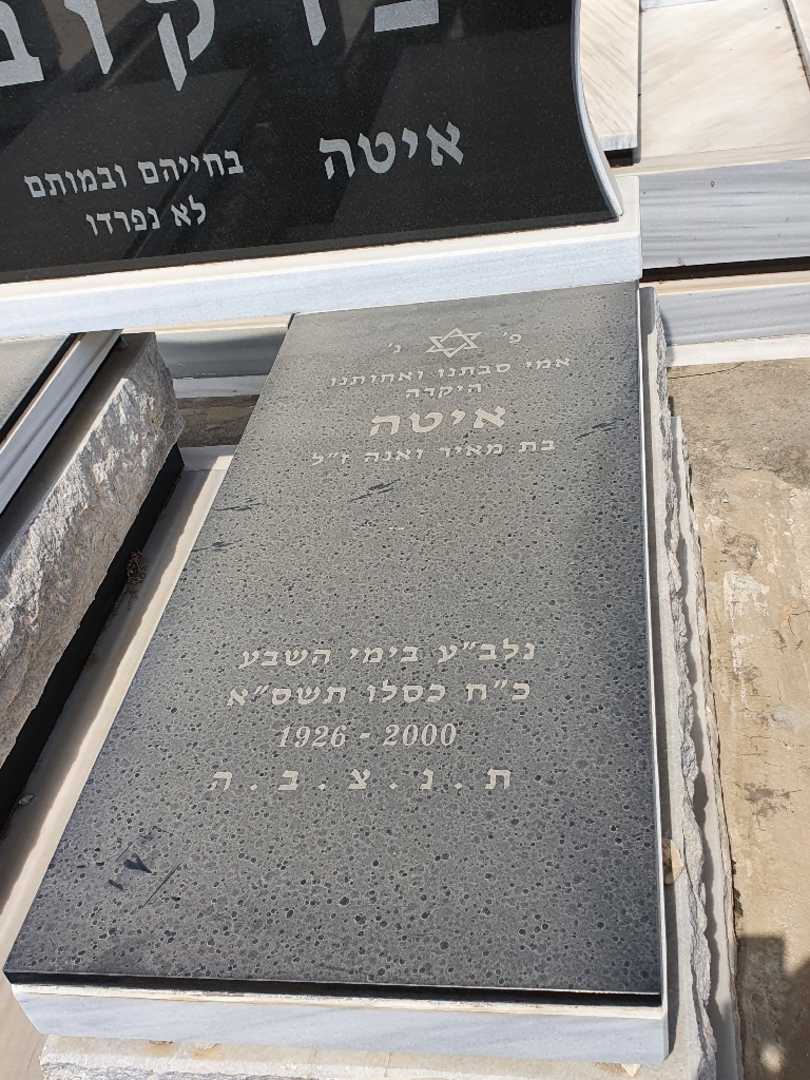 איטה
בחייהם ובמותם
לא נפרדו
פ' נ'
אמי סבתנו ואחותנו
היקרה
איטה
בת מאיר ואנה ז"ל
נלב"ע בימי השבע
כ"ח כסלו תשס"א
1926 - 2000
ת . נ . צ . ב . ה